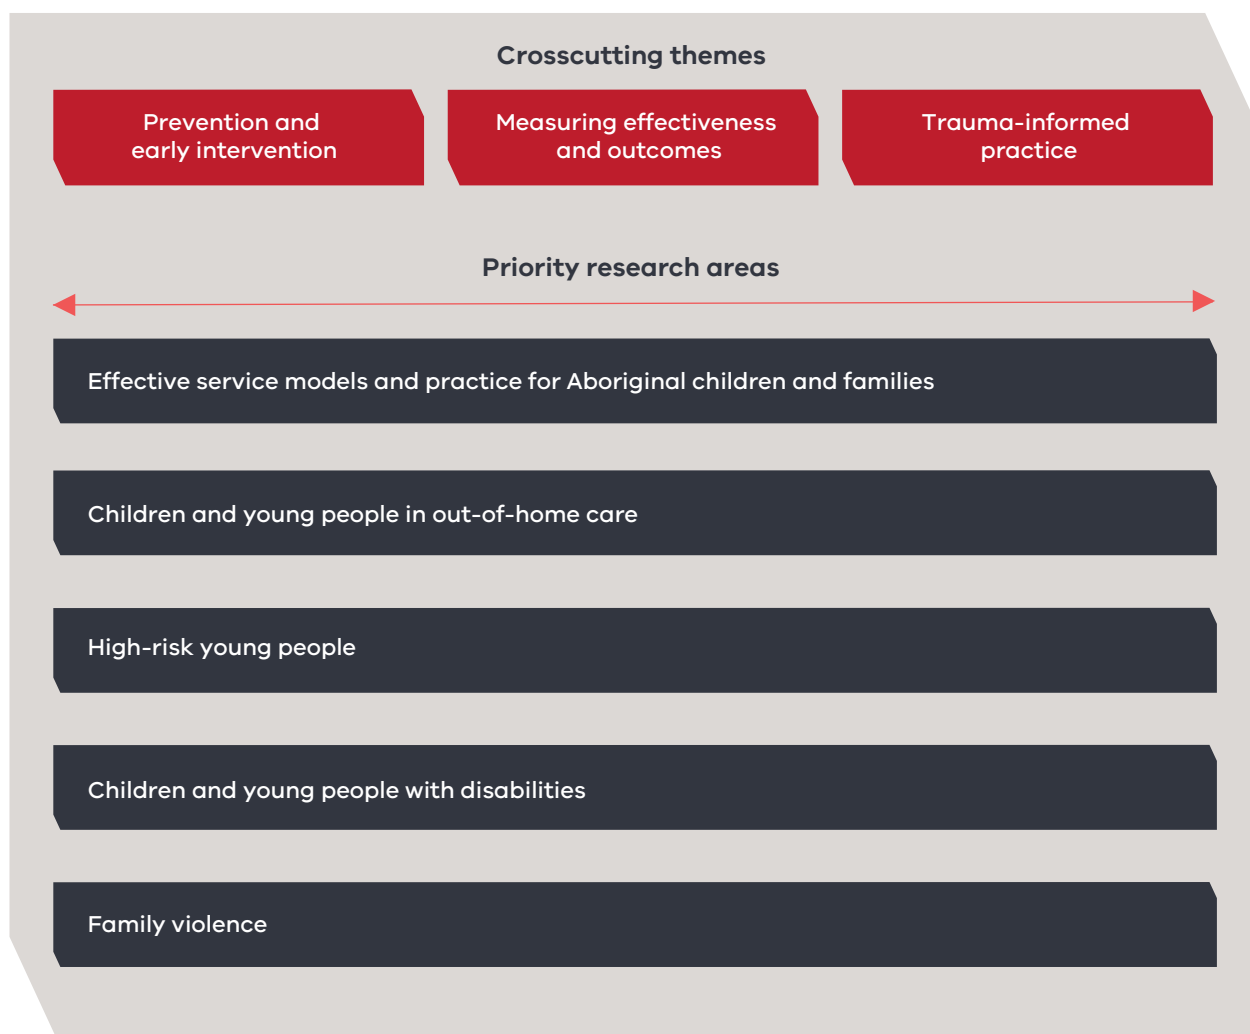 Crosscutting themes
Prevention and
early intervention
Measuring effectiveness
and outcomes
Trauma-informed
practice
Priority research areas
Effective service models and practice for Aboriginal children and families
Children and young people in out-of-home care
High-risk young people
Children and young people with disabilities
Family violence